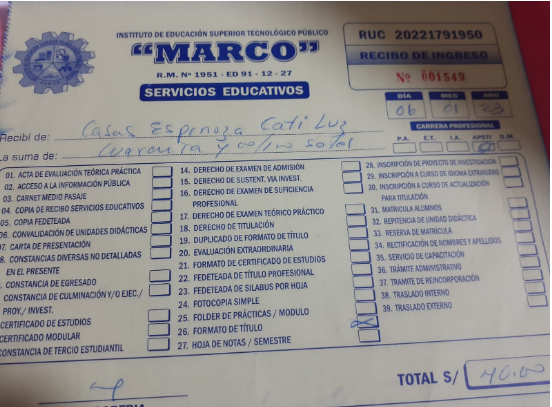 INSTITUTO DE EDUCACIÓN SUPERIOR TECNOLÓGICO PÚBLICO
"MARCO"
R.M. Nº 1951 - ED 91 - 12 - 27
SERVICIOS EDUCATIVOS
RUC 20221791950
RECIBO DE INGRESO
Nº 001549
DIA MES AÑO
06 01 23
CARRERA PROFESIONAL
P.A. E.T. APSTI D.M.
Recibí de: Casas Espinoza Cati Luz
La suma de: Cuarenta y 00/100 soles
01. ACTA DE EVALUACIÓN TEÓRICA PRÁCTICA
02. ACCESO A LA INFORMACIÓN PÚBLICA
03. CARNET MEDIO PASAJE
04. COPIA DE RECIBO SERVICIOS EDUCATIVOS
05. COPIA FEDETEADA
06. CONVALIDACIÓN DE UNIDADES DIDÁCTICAS
07. CARTA DE PRESENTACIÓN
8. CONSTANCIAS DIVERSAS NO DETALLADAS
EN EL PRESENTE
CONSTANCIA DE EGRESADO
CONSTANCIA DE CULMINACIÓN Y/O EJEC./
PROY./ INVEST.
CERTIFICADO DE ESTUDIOS
CERTIFICADO MODULAR
CONSTANCIA DE TERCIO ESTUDIANTIL
14. DERECHO DE EXAMEN DE ADMISIÓN
15. DERECHO DE SUSTENT. VIA INVEST.
16. DERECHO DE EXAMEN DE SUFICIENCIA
PROFESIONAL
17. DERECHO DE EXAMEN TEÓRICO PRÁCTICO
18. DERECHO DE TITULACIÓN
19. DUPLICADO DE FORMATO DE TÍTULO
20. EVALUACIÓN EXTRAORDINARIA
21. FORMATO DE CERTIFICADO DE ESTUDIOS
22. FEDETEADA DE TÍTULO PROFESIONAL
23. FEDETEADA DE SILABUS POR HOJA
24. FOTOCOPIA SIMPLE
25. FOLDER DE PRÁCTICAS / MODULO
26. FORMATO DE TÍTULO
27. HOJA DE NOTAS / SEMESTRE
28. INSCRIPCIÓN DE PROYECTO DE INVESTIGACIÓN
29. INSCRIPCIÓN A CURSO DE IDIOMA EXTRANJERO
30. INSCRIPCIÓN A CURSO DE ACTUALIZACIÓN
PARA TITULACIÓN
31. MATRICULA ALUMNOS
32. REPITENCIA DE UNIDAD DIDÁCTICA
33. RESERVA DE MATRÍCULA
34. RECTIFICACIÓN DE NOMBRES Y APELLIDOS
35. SERVICIO DE CAPACITACIÓN
36. TRÁMITE ADMINISTRATIVO
37. TRAMITE DE REINCORPORACIÓN
38. TRASLADO INTERNO
39. TRASLADO EXTERNO
TOTAL S/ 40.00